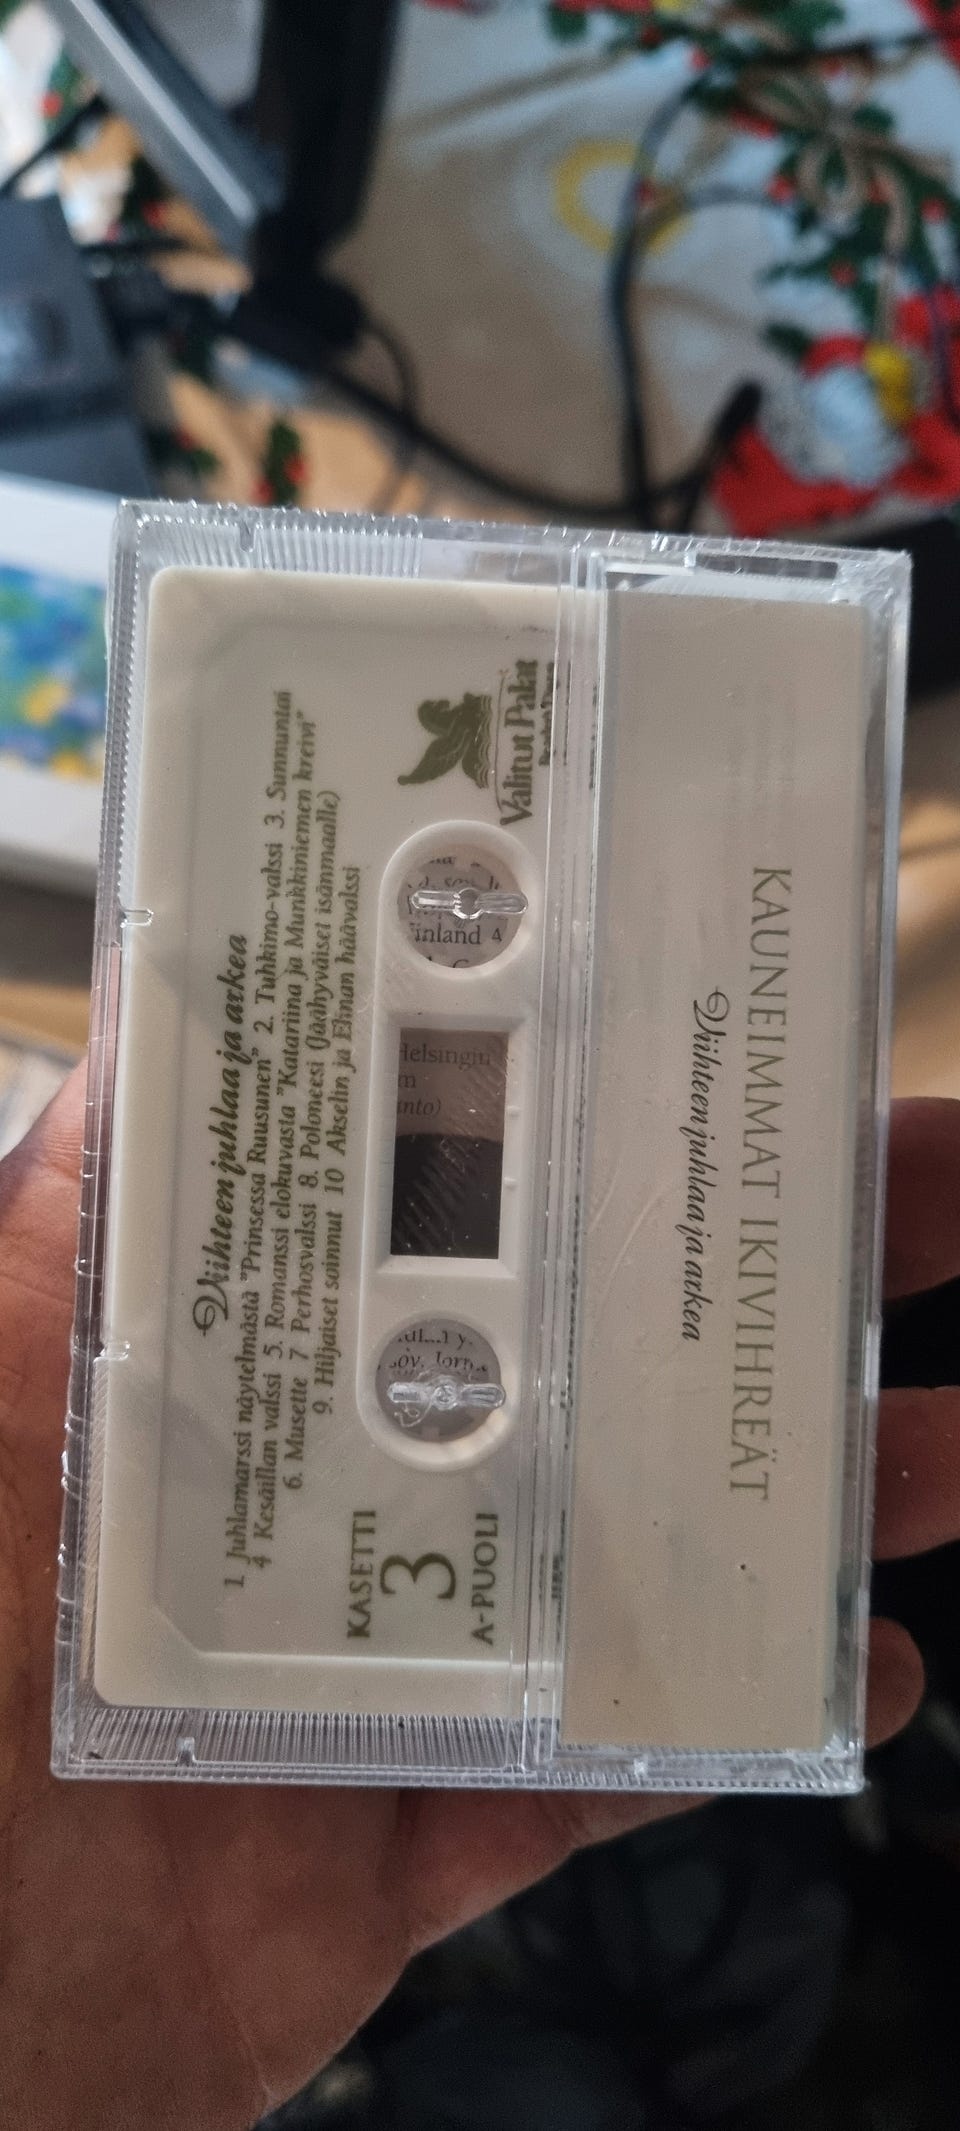 Viihteen juhlaa ja arkea
1 Juhlamarssi näytelmästä "Prinsessa Ruusunen" 2. Tuhkimo-valssi 3. Sunnuntai
4 Kesäillan valssi 5. Romanssi elokuvasta "Katariina ja Munkkiniemen kreivi"
6. Musette 7 Perhosvalssi 8. Poloneesi (Jäähyväiset isänmaalle)
9. Hiljaiset soinnut 10 Akselin ja Elinan häävalssi
KASETTI
3
A-PUOLI
Helsingin
Valitut Palat
KAUNEIMMAT IKIVIHREÄT
Viihteen juhlaa ja arkea